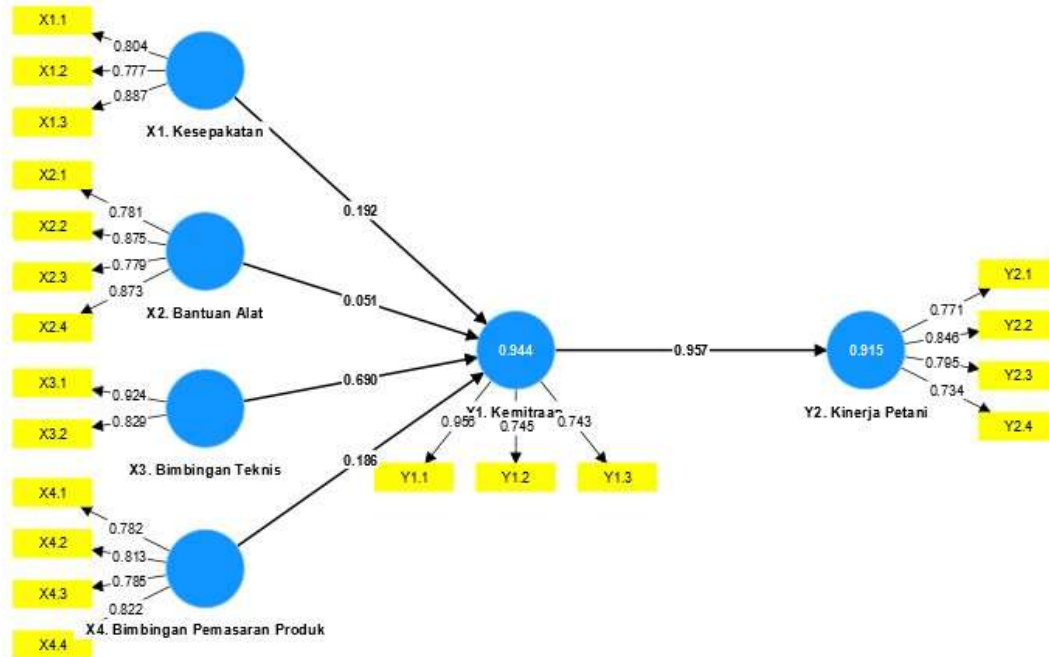 X1.1
0.804
X1.2
0.777
X1.3
0.887
X1. Kesepakatan
0.192
X2.1
0.781
X2.2
0.875
X2.3
0.779
X2.4
0.873
X2. Bantuan Alat
0.051
X3.1
0.924
X3.2
0.829
X3. Bimbingan Teknis
0.690
X4.1
0.782
X4.2
0.813
X4.3
0.785
X4.4
0.822
X4. Bimbingan Pemasaran Produk
0.186
0.944
Y1. Kemitraan
0.745
0.743
Y1.1
Y1.2
Y1.3
0.957
0.915
Y2. Kinerja Petani
Y2.1
0.771
Y2.2
0.846
Y2.3
0.795
Y2.4
0.734